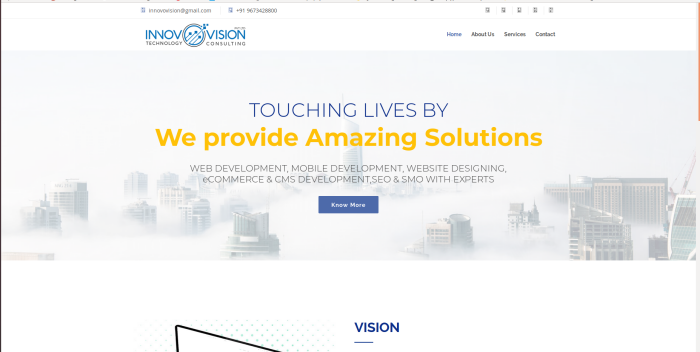 innovovision@gmail.com +91 9673428800
INNOVOVISION
TECHNOLOGY CONSULTING
Home About Us Services Contact
TOUCHING LIVES BY
We provide Amazing Solutions
WEB DEVELOPMENT, MOBILE DEVELOPMENT, WEBSITE DESIGNING,
eCOMMERCE & CMS DEVELOPMENT,SEO & SMO WITH EXPERTS
Know More
VISION